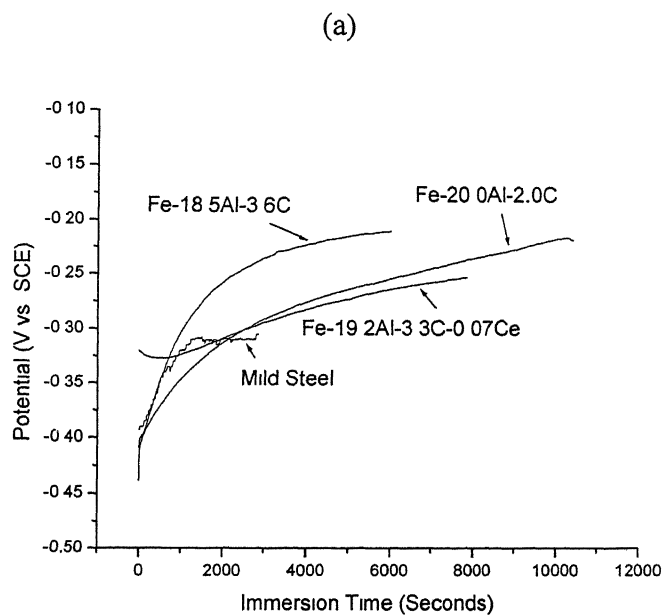 (a)
-0 10
-0 15
-0 20
-0 25
-0 30
-0 35
-0 40
-0 45
-0.50
Potential (V vs SCE)
Fe-18 5Al-3 6C
Fe-20 0Al-2.0C
Fe-19 2Al-3 3C-0 07Ce
Mild Steel
0 2000 4000 6000 8000 10000 12000
Immersion Time (Seconds)